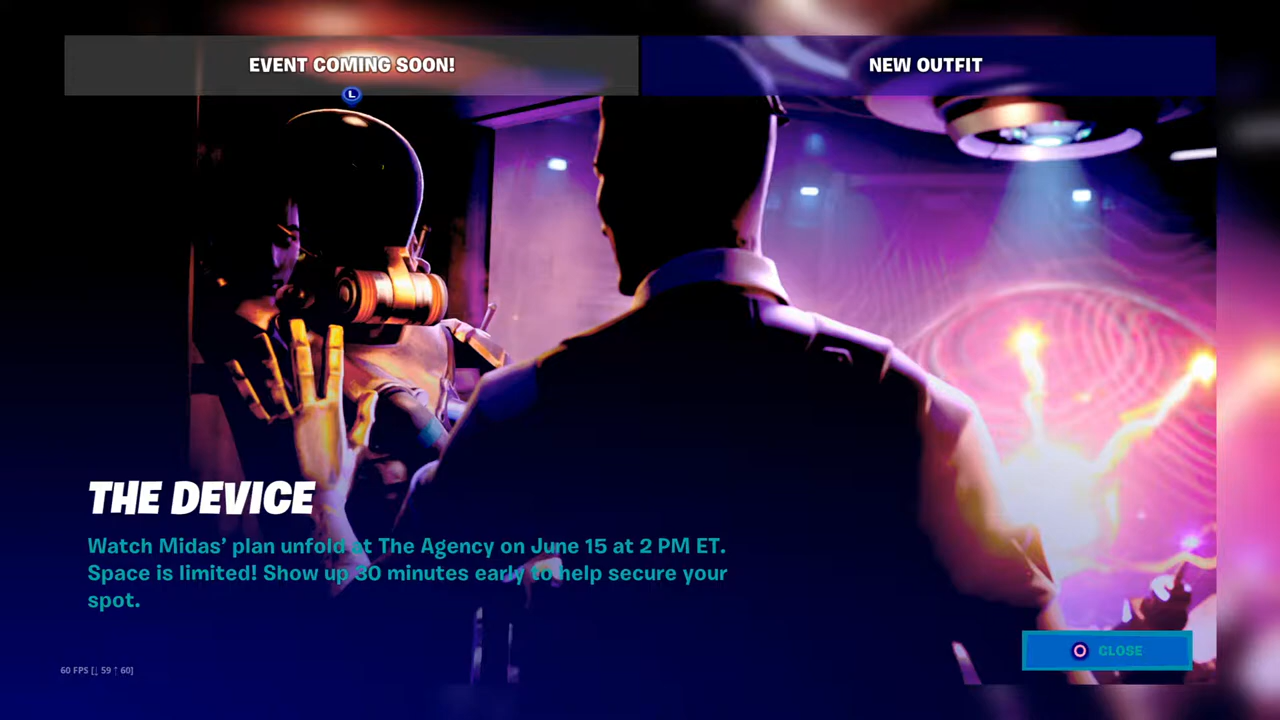 EVENT COMING SOON!
NEW OUTFIT
L
THE DEVICE
Watch Midas’ plan unfold at The Agency on June 15 at 2 PM ET.
Space is limited! Show up 30 minutes early to help secure your
spot.
CLOSE
60 FPS [↓ 59 ↑ 60]